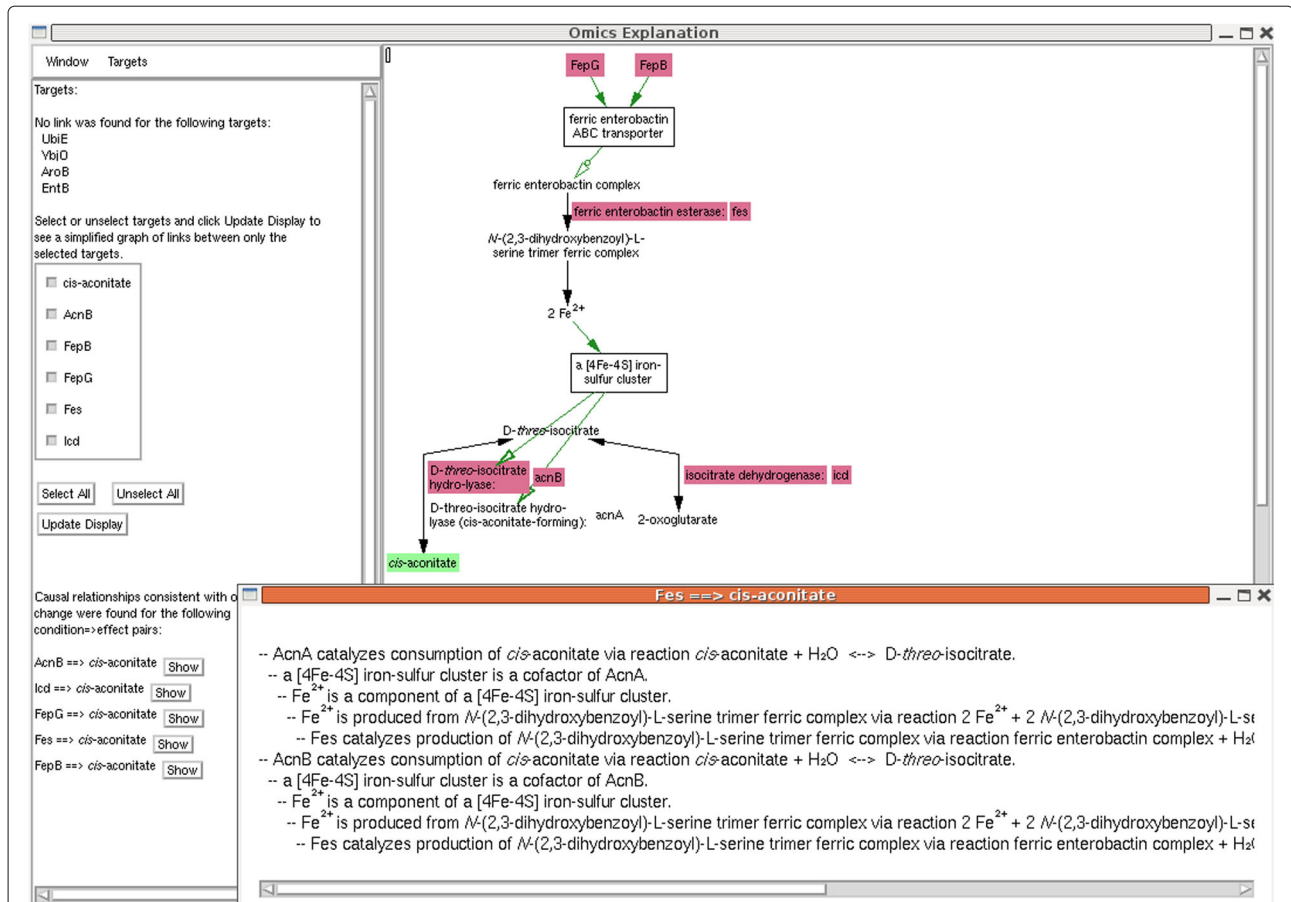 Omics Explanation
Window Targets
Targets:
No link was found for the following targets:
UbiE
YbjO
AroB
EntB
Select or unselect targets and click Update Display to
see a simplified graph of links between only the
selected targets.
cis-aconitate
AcnB
FepB
FepG
Fes
Icd
Select All Unselect All
Update Display
Causal relationships consistent with o
change were found for the following
condition=>effect pairs:
AcnB ==> cis-aconitate Show
Icd ==> cis-aconitate Show
FepG ==> cis-aconitate Show
Fes ==> cis-aconitate Show
FepB ==> cis-aconitate Show
FepG FepB
ferric enterobactin
ABC transporter
ferric enterobactin complex
ferric enterobactin esterase: fes
N-(2,3-dihydroxybenzoyl)-L-
serine trimer ferric complex
2 Fe2+
a [4Fe-4S] iron-
sulfur cluster
D-threo-isocitrate
D-threo-isocitrate
hydro-lyase: acnB
isocitrate dehydrogenase: icd
D-threo-isocitrate hydro-
lyase (cis-aconitate-forming): acnA
2-oxoglutarate
cis-aconitate
Fes ==> cis-aconitate
-- AcnA catalyzes consumption of cis-aconitate via reaction cis-aconitate + H₂O <--> D-threo-isocitrate.
-- a [4Fe-4S] iron-sulfur cluster is a cofactor of AcnA.
-- Fe2+ is a component of a [4Fe-4S] iron-sulfur cluster.
-- Fe2+ is produced from N-(2,3-dihydroxybenzoyl)-L-serine trimer ferric complex via reaction 2 Fe2+ + 2 N-(2,3-dihydroxybenzoyl)-L-se
-- Fes catalyzes production of N-(2,3-dihydroxybenzoyl)-L-serine trimer ferric complex via reaction ferric enterobactin complex + H₂
-- AcnB catalyzes consumption of cis-aconitate via reaction cis-aconitate + H₂O <--> D-threo-isocitrate.
-- a [4Fe-4S] iron-sulfur cluster is a cofactor of AcnB.
-- Fe2+ is a component of a [4Fe-4S] iron-sulfur cluster.
-- Fe2+ is produced from N-(2,3-dihydroxybenzoyl)-L-serine trimer ferric complex via reaction 2 Fe2+ + 2 N-(2,3-dihydroxybenzoyl)-L-se
-- Fes catalyzes production of N-(2,3-dihydroxybenzoyl)-L-serine trimer ferric complex via reaction ferric enterobactin complex + H₂